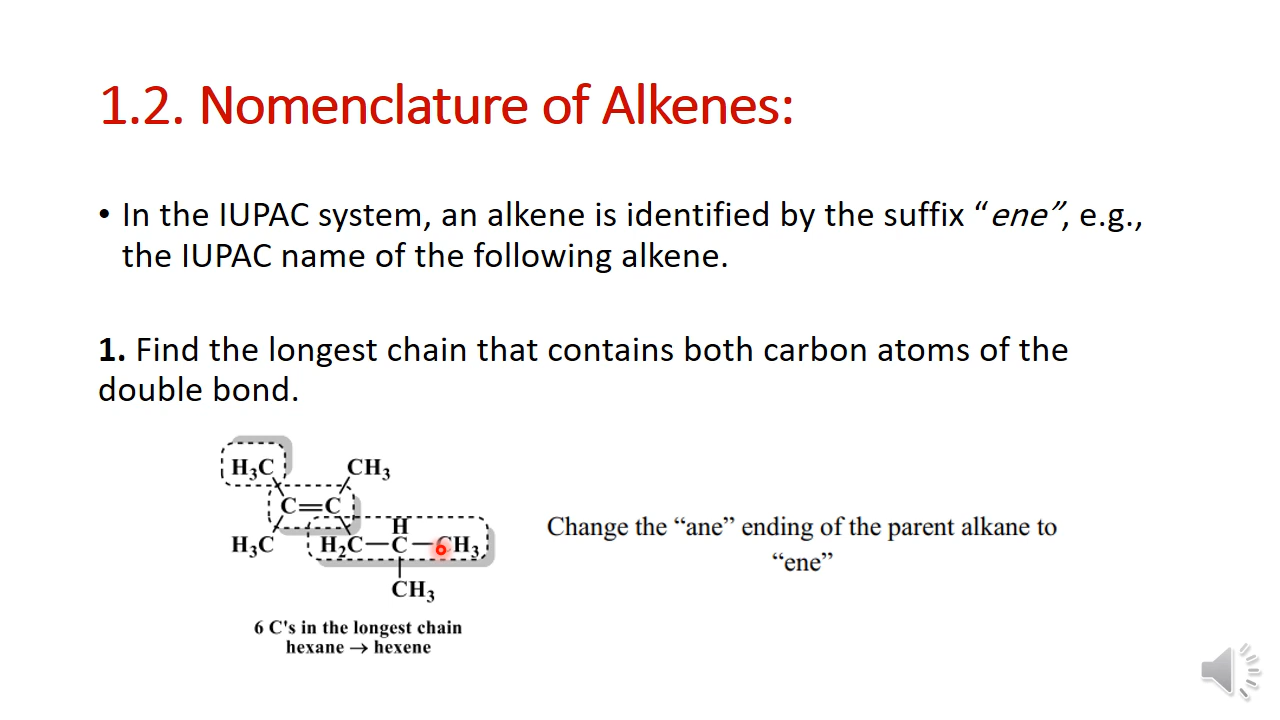 1.2. Nomenclature of Alkenes:
• In the IUPAC system, an alkene is identified by the suffix “ene”, e.g.,
the IUPAC name of the following alkene.
1. Find the longest chain that contains both carbon atoms of the
double bond.
H₃C CH₃
C=C
H
H₃C H₂C—C—CH₃
CH₃
6 C's in the longest chain
hexane → hexene
Change the “ane” ending of the parent alkane to
“ene”